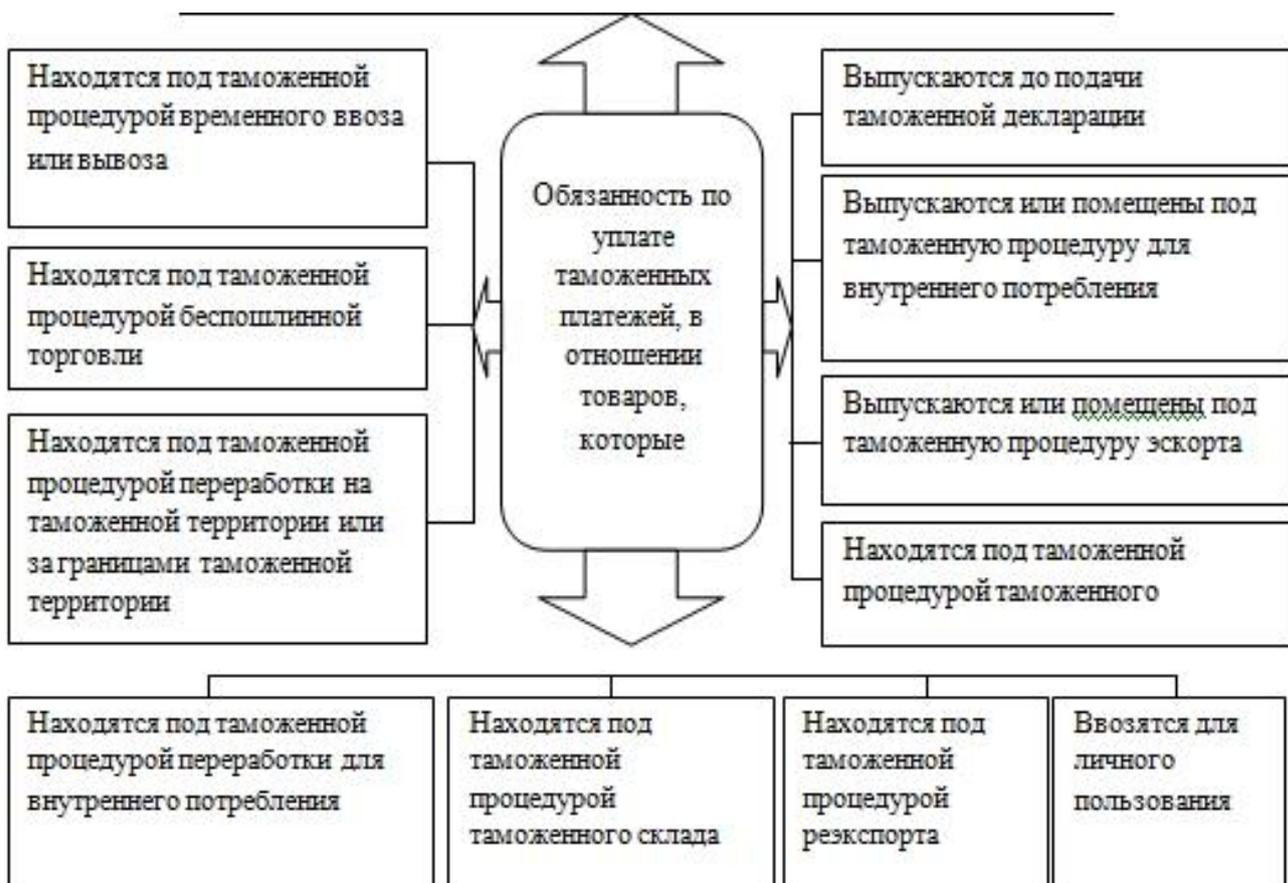 Находятся под таможенной
процедурой временного ввоза
или вывоза
Находятся под таможенной
процедурой беспошлинной
торговли
Находятся под таможенной
процедурой переработки на
таможенной территории или
за границами таможенной
территории
Обязанность по
уплате
таможенных
платежей, в
отношении
товаров,
которые
Выпускаются до подачи
таможенной декларации
Выпускаются или помещены под
таможенную процедуру для
внутреннего потребления
Выпускаются или помещены под
таможенную процедуру эскорта
Находятся под таможенной
процедурой таможенного
Находятся под таможенной
процедурой переработки для
внутреннего потребления
Находятся под
таможенной
процедурой
таможенного склада
Находятся под
таможенной
процедурой
реэкспорта
Ввозятся для
личного
пользования